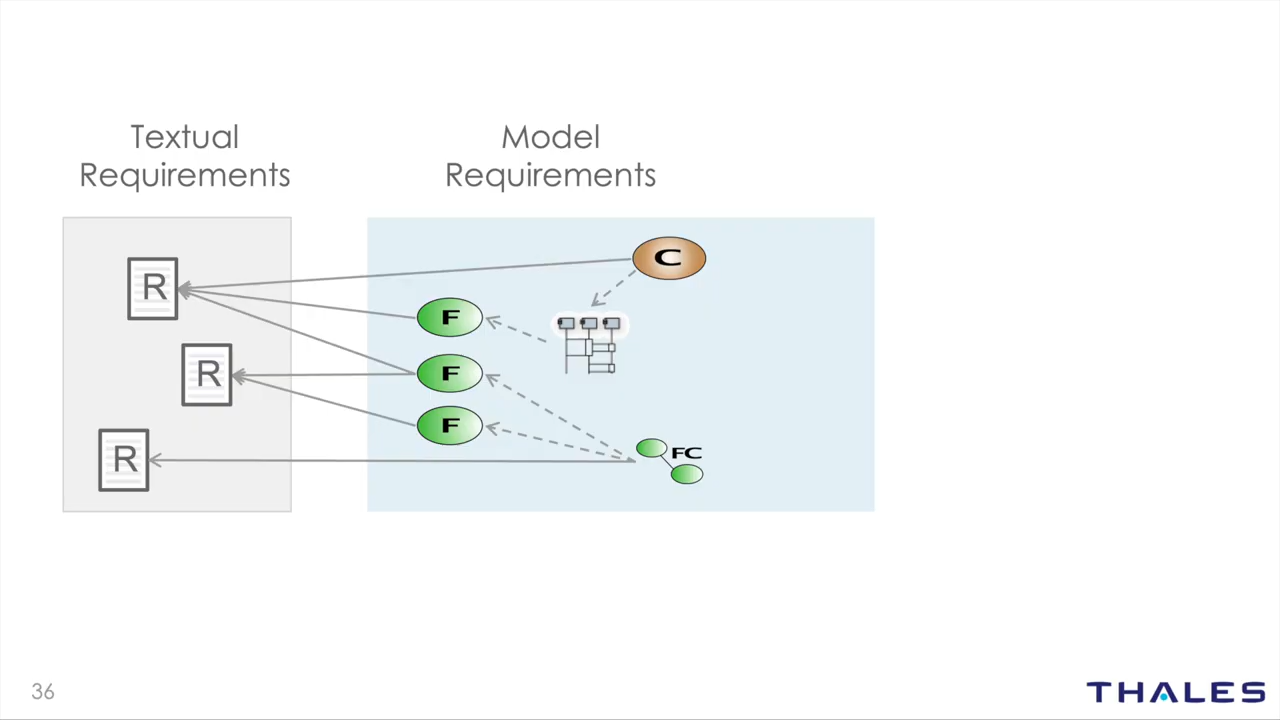 Textual
Requirements
Model
Requirements
R
C
F
R
F
F
R
FC
36
THALES